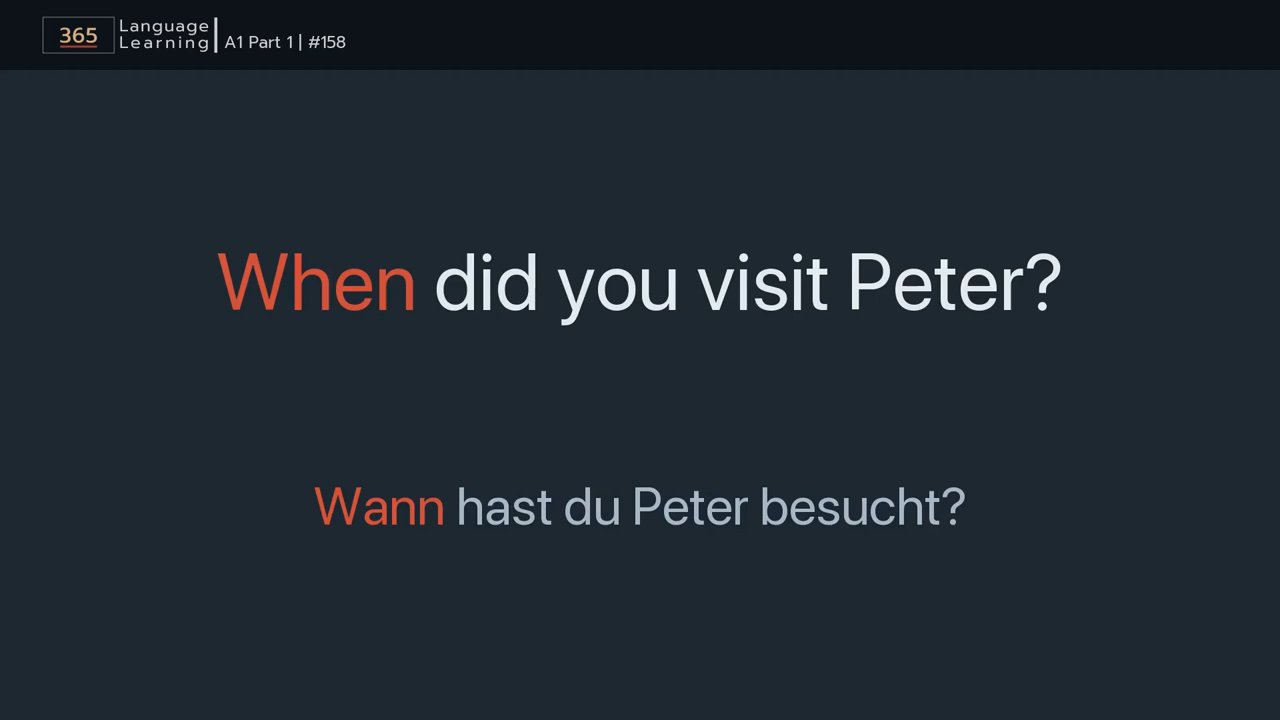 365 Language
Learning | A1 Part 1 | #158
When did you visit Peter?
Wann hast du Peter besucht?